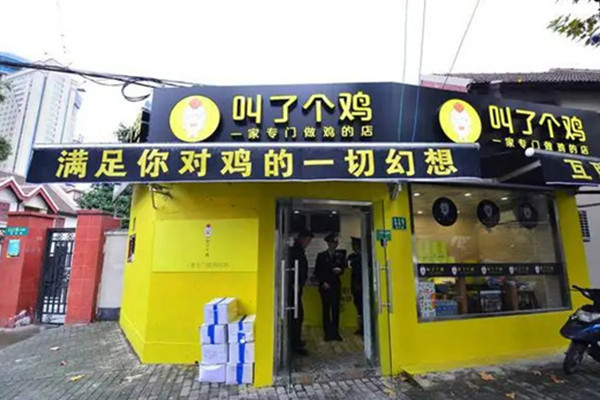 叫了个鸡
一家专门做鸡的店
叫了个鸡
一家专门做鸡的店
满足你对鸡的一切幻想
互